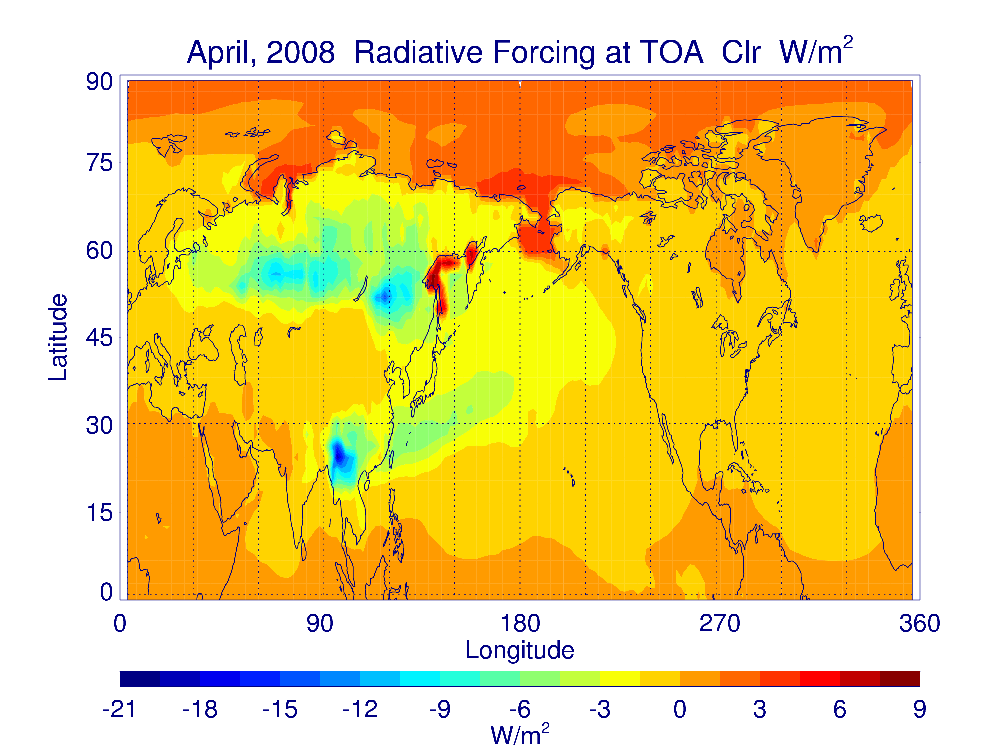 April, 2008 Radiative Forcing at TOA Clr W/m²
90
75
60
45
30
15
0
Latitude
0 90 180 270 360
Longitude
-21 -18 -15 -12 -9 -6 -3 0 3 6 9
W/m²